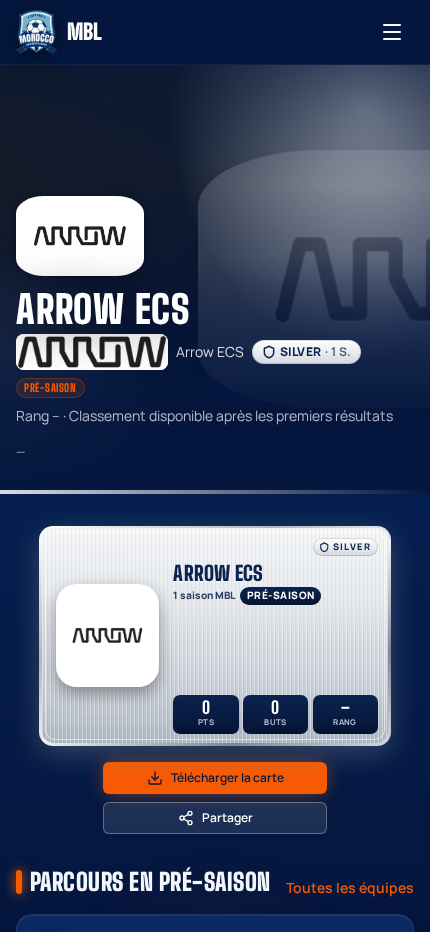 MOROCCO
MBL
ARROW
ARROW ECS
ARROW Arrow ECS SILVER · 1 S.
PRÉ-SAISON
Rang – · Classement disponible après les premiers résultats
–
SILVER
ARROW ECS
1 saison MBL PRÉ-SAISON
ARROW
0 0 –
PTS BUTS RANG
Télécharger la carte
Partager
PARCOURS EN PRÉ-SAISON Toutes les équipes